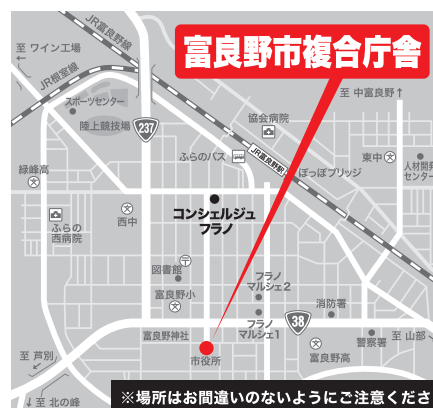 富良野市複合庁舎
JR富良野線
至 ワイン工場
JR根室線
スポーツセンター
陸上競技場
237
協会病院
至 中富良野
ふらのバス
JR富良野駅
ぽっぽブリッジ
東中
人材開発
センター
緑峰高
コンシェルジュ
フラノ
西中
ふらの
西病院
図書館
富良野小
フラノ
マルシェ2
フラノ
マルシェ1
消防署
38
富良野神社
市役所
富良野高
警察署
至 山部
至 芦別
至 北の峰
※場所はお間違いのないようにご注意くださ